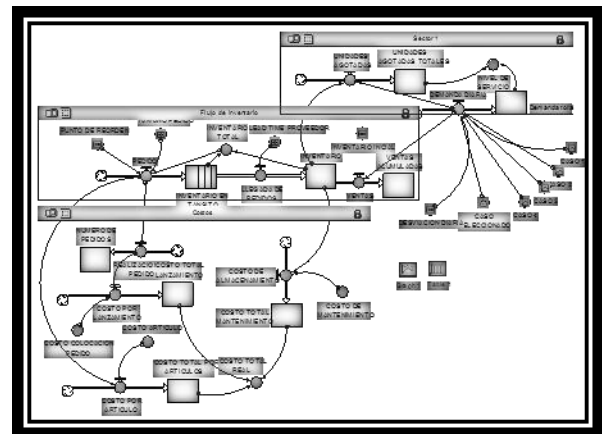 Sector 1
UNIDADES
AGOTADAS
UNIDADES
AGOTADAS TOTALES
NIVEL DE
SERVICIO
DEMANDA DIARIA
Demanda total
Flujo de Inventario
PUNTO DE REORDEN
PEDIDO
INVENTARIO
TOTAL
LEAD TIME PROVEEDOR
INVENTARIO INICIAL
INVENTARIO
VENTAS
ACUMULADAS
INVENTARIO EN
TRANSITO
LLEGADA DE
PEDIDOS
VENTAS
DESVIACION DIARIA
CASO
SELECCIONADO
Costos
NUMERO DE
PEDIDOS
COSTO TOTAL
LANZAMIENTO
PEDIDO
COSTO POR
LANZAMIENTO
COSTO DE
ALMACENAMIENTO
COSTO TOTAL
MANTENIMIENTO
COSTO DE
MANTENIMIENTO
COSTO COLOCACION
PEDIDO
COSTO ARTICULO
COSTO TOTAL POR
ARTICULOS
COSTO TOTAL
REAL
COSTO POR
ARTICULO